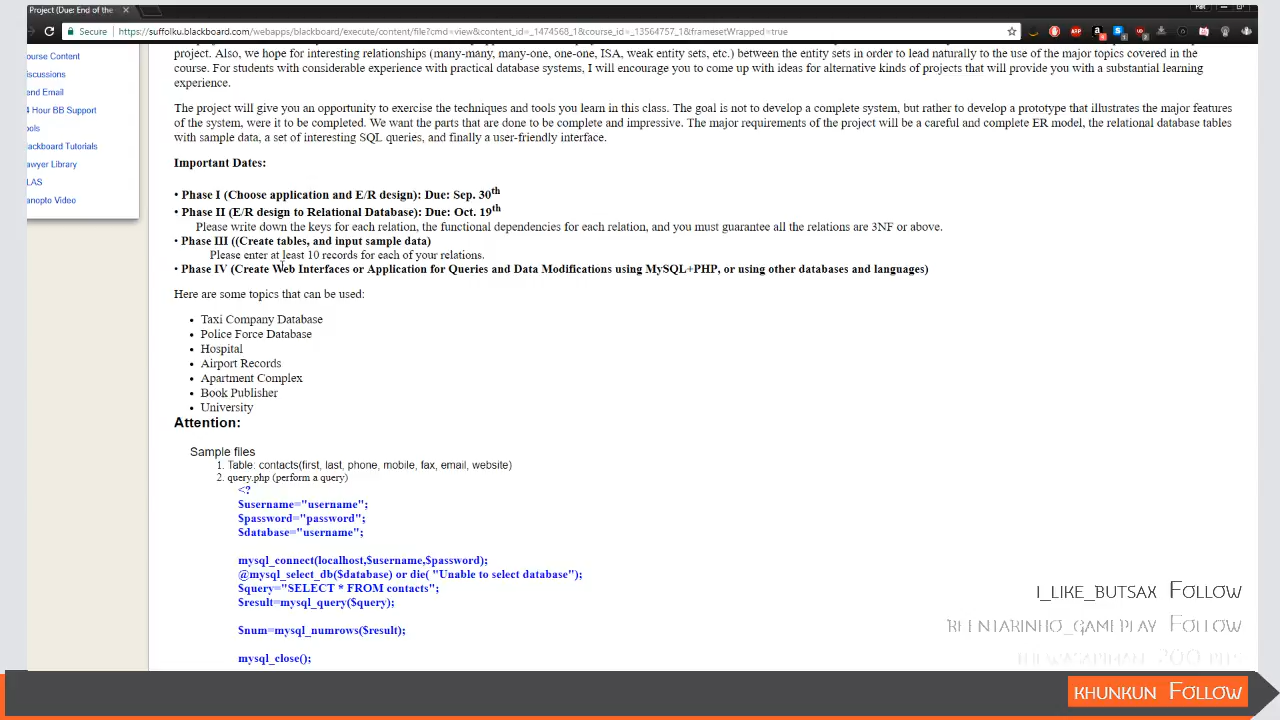 Project (Due: End of the
Secure https://suffolku.blackboard.com/webapps/blackboard/execute/content/file?cmd=view&content_id=_1474568_1&course_id=_13564757_1&framesetWrapped=true
ourse Content
iscussions
end Email
4 Hour BB Support
ools
lackboard Tutorials
awyer Library
LAS
anopto Video
project. Also, we hope for interesting relationships (many-many, many-one, one-one, ISA, weak entity sets, etc.) between the entity sets in order to lead naturally to the use of the major topics covered in the
course. For students with considerable experience with practical database systems, I will encourage you to come up with ideas for alternative kinds of projects that will provide you with a substantial learning
experience.
The project will give you an opportunity to exercise the techniques and tools you learn in this class. The goal is not to develop a complete system, but rather to develop a prototype that illustrates the major features
of the system, were it to be completed. We want the parts that are done to be complete and impressive. The major requirements of the project will be a careful and complete ER model, the relational database tables
with sample data, a set of interesting SQL queries, and finally a user-friendly interface.
Important Dates:
• Phase I (Choose application and E/R design): Due: Sep. 30th
• Phase II (E/R design to Relational Database): Due: Oct. 19th
Please write down the keys for each relation, the functional dependencies for each relation, and you must guarantee all the relations are 3NF or above.
• Phase III ((Create tables, and input sample data)
Please enter at least 10 records for each of your relations.
• Phase IV (Create Web Interfaces or Application for Queries and Data Modifications using MySQL+PHP, or using other databases and languages)
Here are some topics that can be used:
• Taxi Company Database
• Police Force Database
• Hospital
• Airport Records
• Apartment Complex
• Book Publisher
• University
Attention:
Sample files
1. Table: contacts(first, last, phone, mobile, fax, email, website)
2. query.php (perform a query)
<?
$username="username";
$password="password";
$database="username";
mysql_connect(localhost,$username,$password);
@mysql_select_db($database) or die( "Unable to select database");
$query="SELECT * FROM contacts";
$result=mysql_query($query);
$num=mysql_numrows($result);
mysql_close();
I_LIKE_BUTSAX FOLLOW
FOLLOW
KHUNKUN FOLLOW